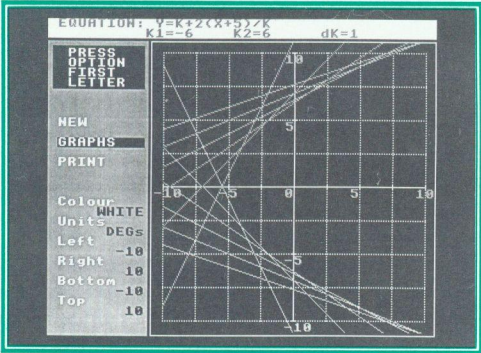 EQUATION: Y=K+2(X+5)/K
K1=-6 K2=6 dK=1
PRESS
OPTION
FIRST
LETTER
NEW
GRAPHS
PRINT
Colour
WHITE
Units
DEGs
Left
-10
Right
10
Bottom
-10
Top
10
10
5
-10 -5 0 5 10
-5
-10